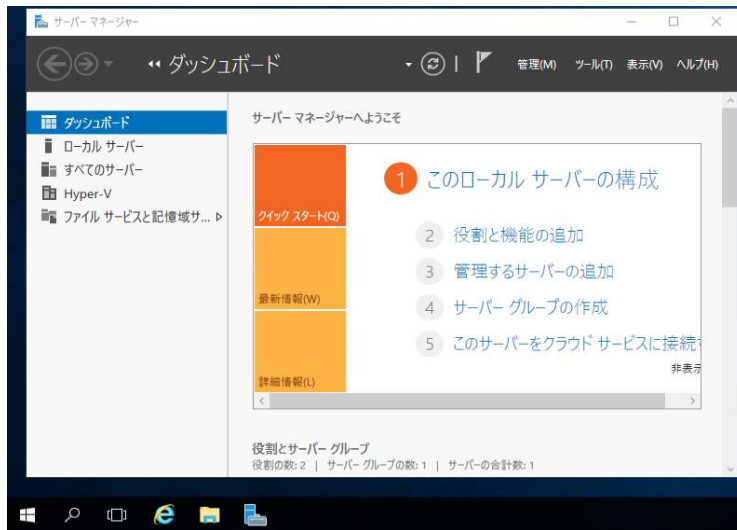 サーバー マネージャー
ダッシュボード
管理(M) ツール(T) 表示(V) ヘルプ(H)
ダッシュボード
ローカル サーバー
すべてのサーバー
Hyper-V
ファイル サービスと記憶域サ...
サーバー マネージャーへようこそ
クイック スタート(Q)
最新情報(W)
詳細情報(L)
1 このローカル サーバーの構成
2 役割と機能の追加
3 管理するサーバーの追加
4 サーバー グループの作成
5 このサーバーをクラウド サービスに接続
非表示
役割とサーバー グループ
役割の数: 2 | サーバー グループの数: 1 | サーバーの合計数: 1